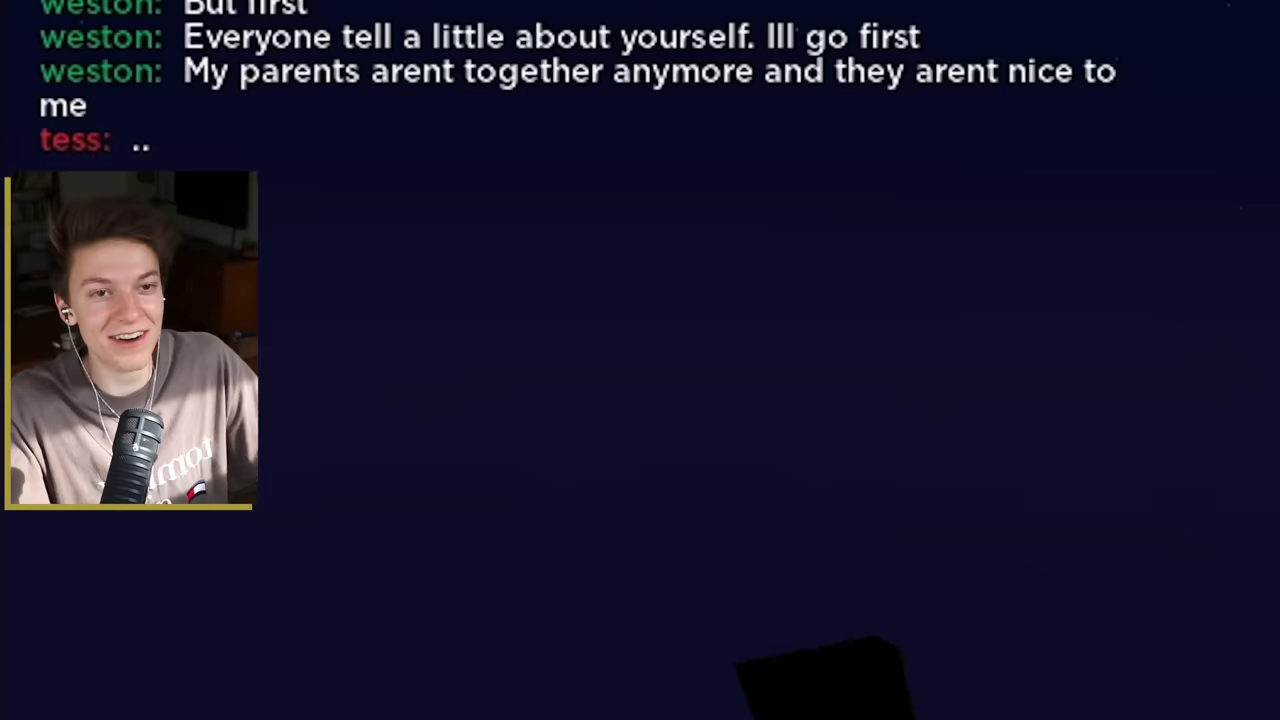 weston: But first
weston: Everyone tell a little about yourself. Ill go first
weston: My parents arent together anymore and they arent nice to
me
tess: ..